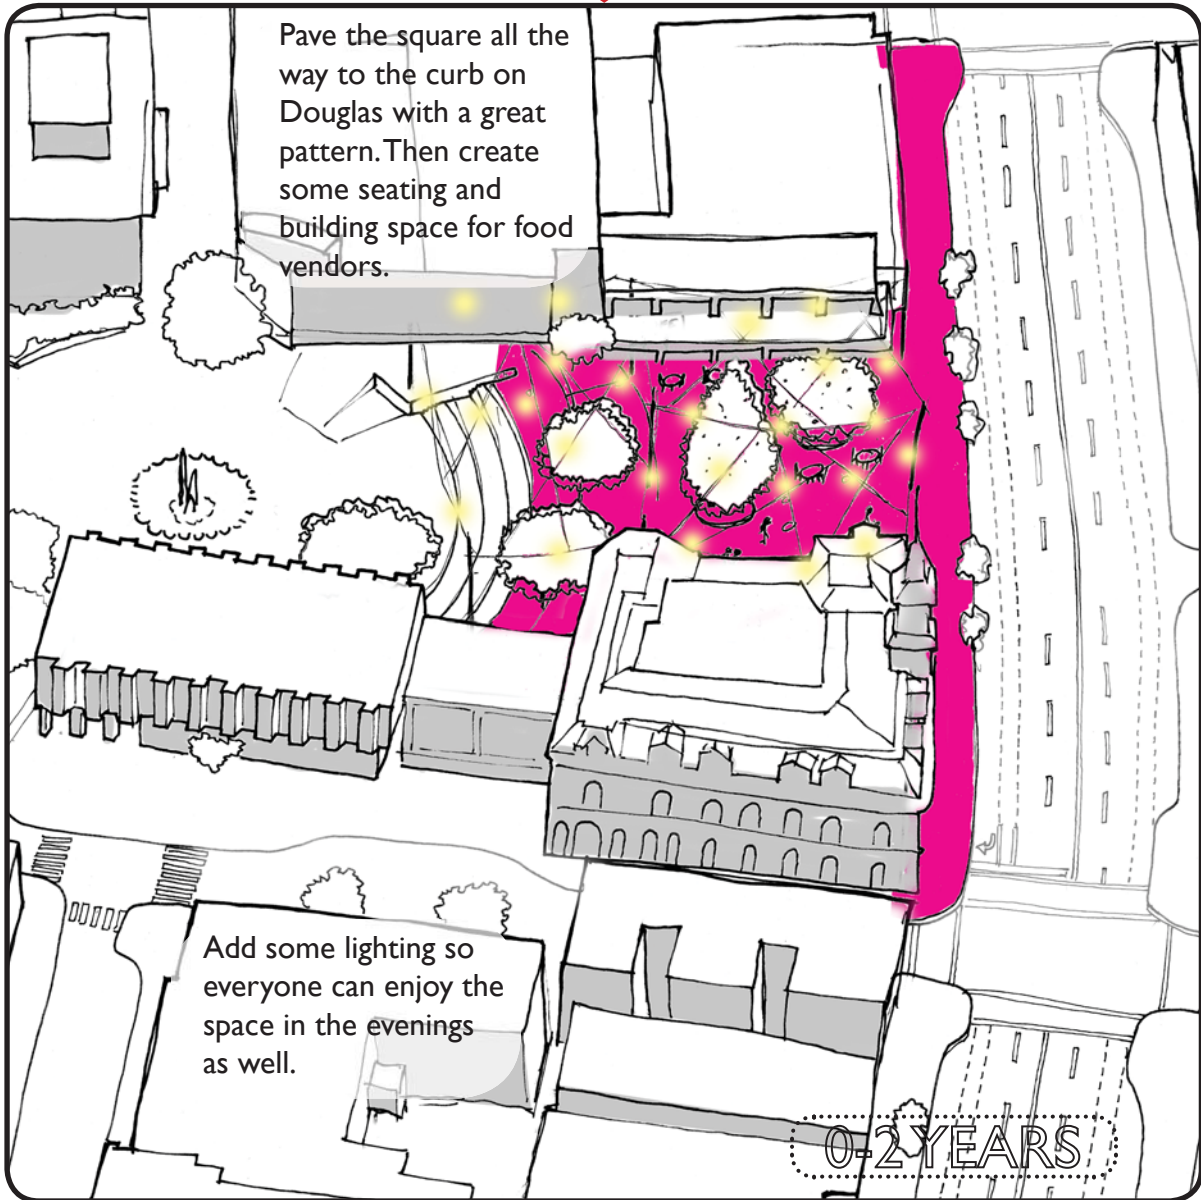 Pave the square all the
way to the curb on
Douglas with a great
pattern. Then create
some seating and
building space for food
vendors.
Add some lighting so
everyone can enjoy the
space in the evenings
as well.
0-2 YEARS